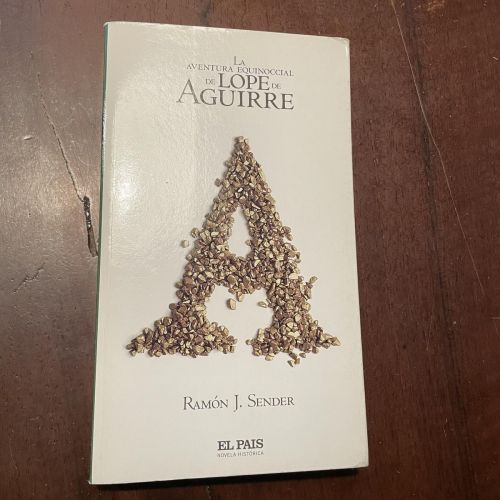 La
aventura equinoccial
de Lope de
Aguirre
A
Ramón J. Sender
EL PAIS
NOVELA HISTÓRICA